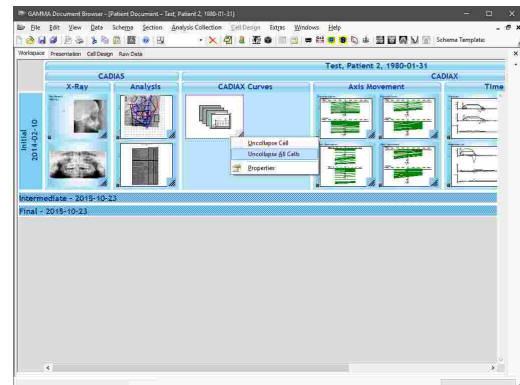 GAMMA Document Browser - [Patient Document - Test, Patient 2, 1980-01-31]
File Edit View Data Schema Section Analysis Collection Cell Design Extras Windows Help
Schema Template:
Workspace Presentation Cell Design Raw Data
Test, Patient 2, 1980-01-31
CADIAS CADIAX
X-Ray Analysis CADIAX Curves Axis Movement Time
Initial
2014-02-10
Uncollapse Cell
Uncollapse All Cells
Properties
Intermediate - 2015-10-23
Final - 2015-10-23